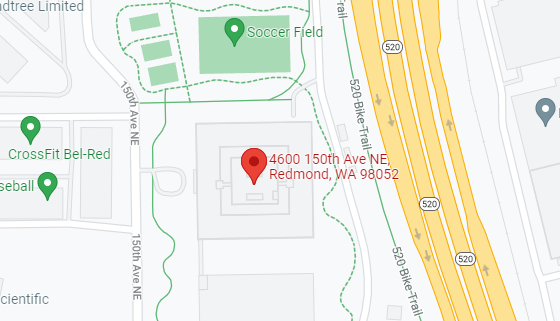 dtree Limited
Soccer Field
Trail
520
150th Ave NE
520-Bike-Trail
CrossFit Bel-Red
4600 150th Ave NE,
Redmond, WA 98052
seball
520
150th Ave NE
520-Bike-Trail
520
cientific